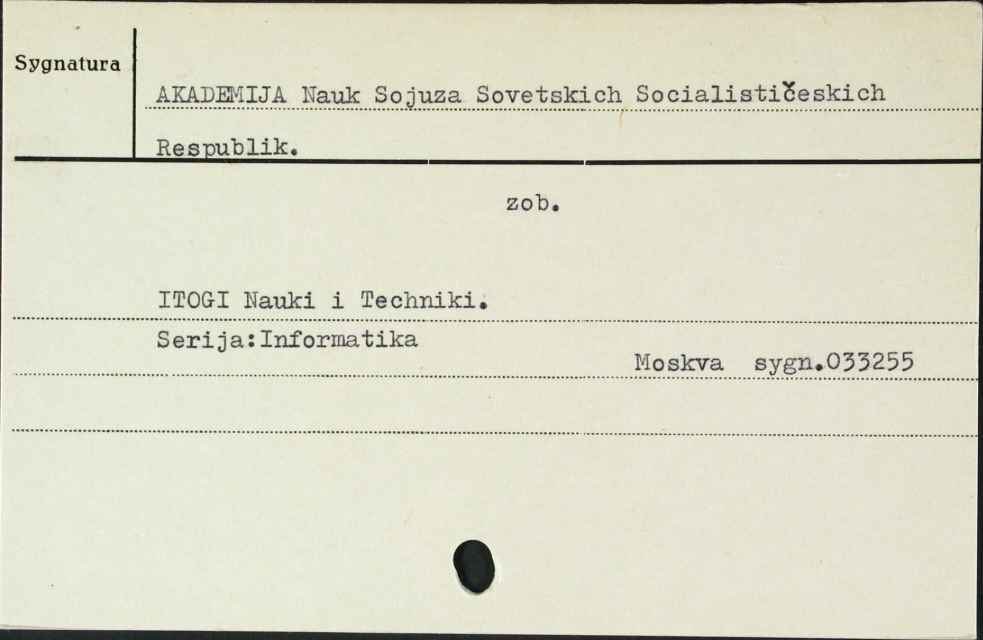 Sygnatura
AKADEMIJA Nauk Sojuza Sovetskich Socialističeskich
Respublik.
zob.
ITOGI Nauki i Techniki.
Serija:Informatika
Moskva sygn.033255